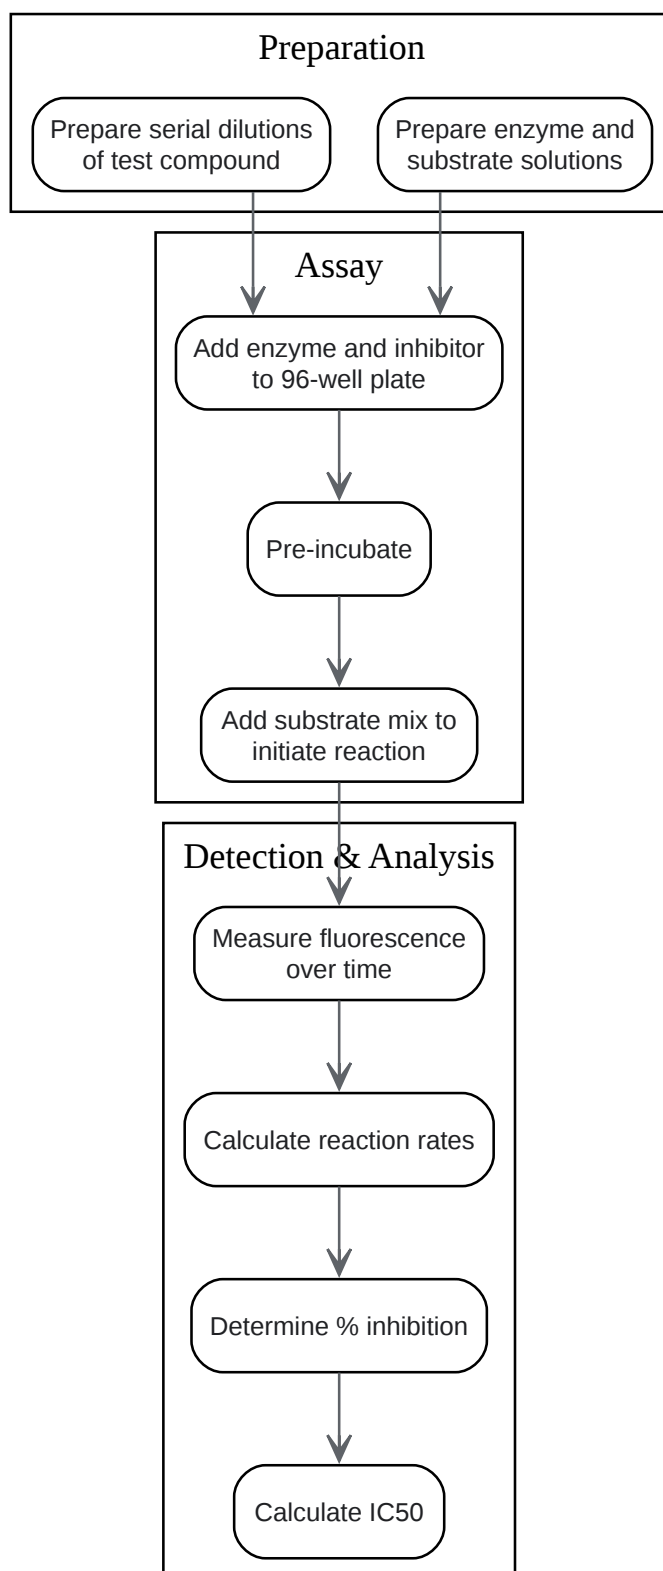 Preparation
Prepare serial dilutions
of test compound
Prepare enzyme and
substrate solutions
Assay
Add enzyme and inhibitor
to 96-well plate
Pre-incubate
Add substrate mix to
initiate reaction
Detection & Analysis
Measure fluorescence
over time
Calculate reaction rates
Determine % inhibition
Calculate IC50